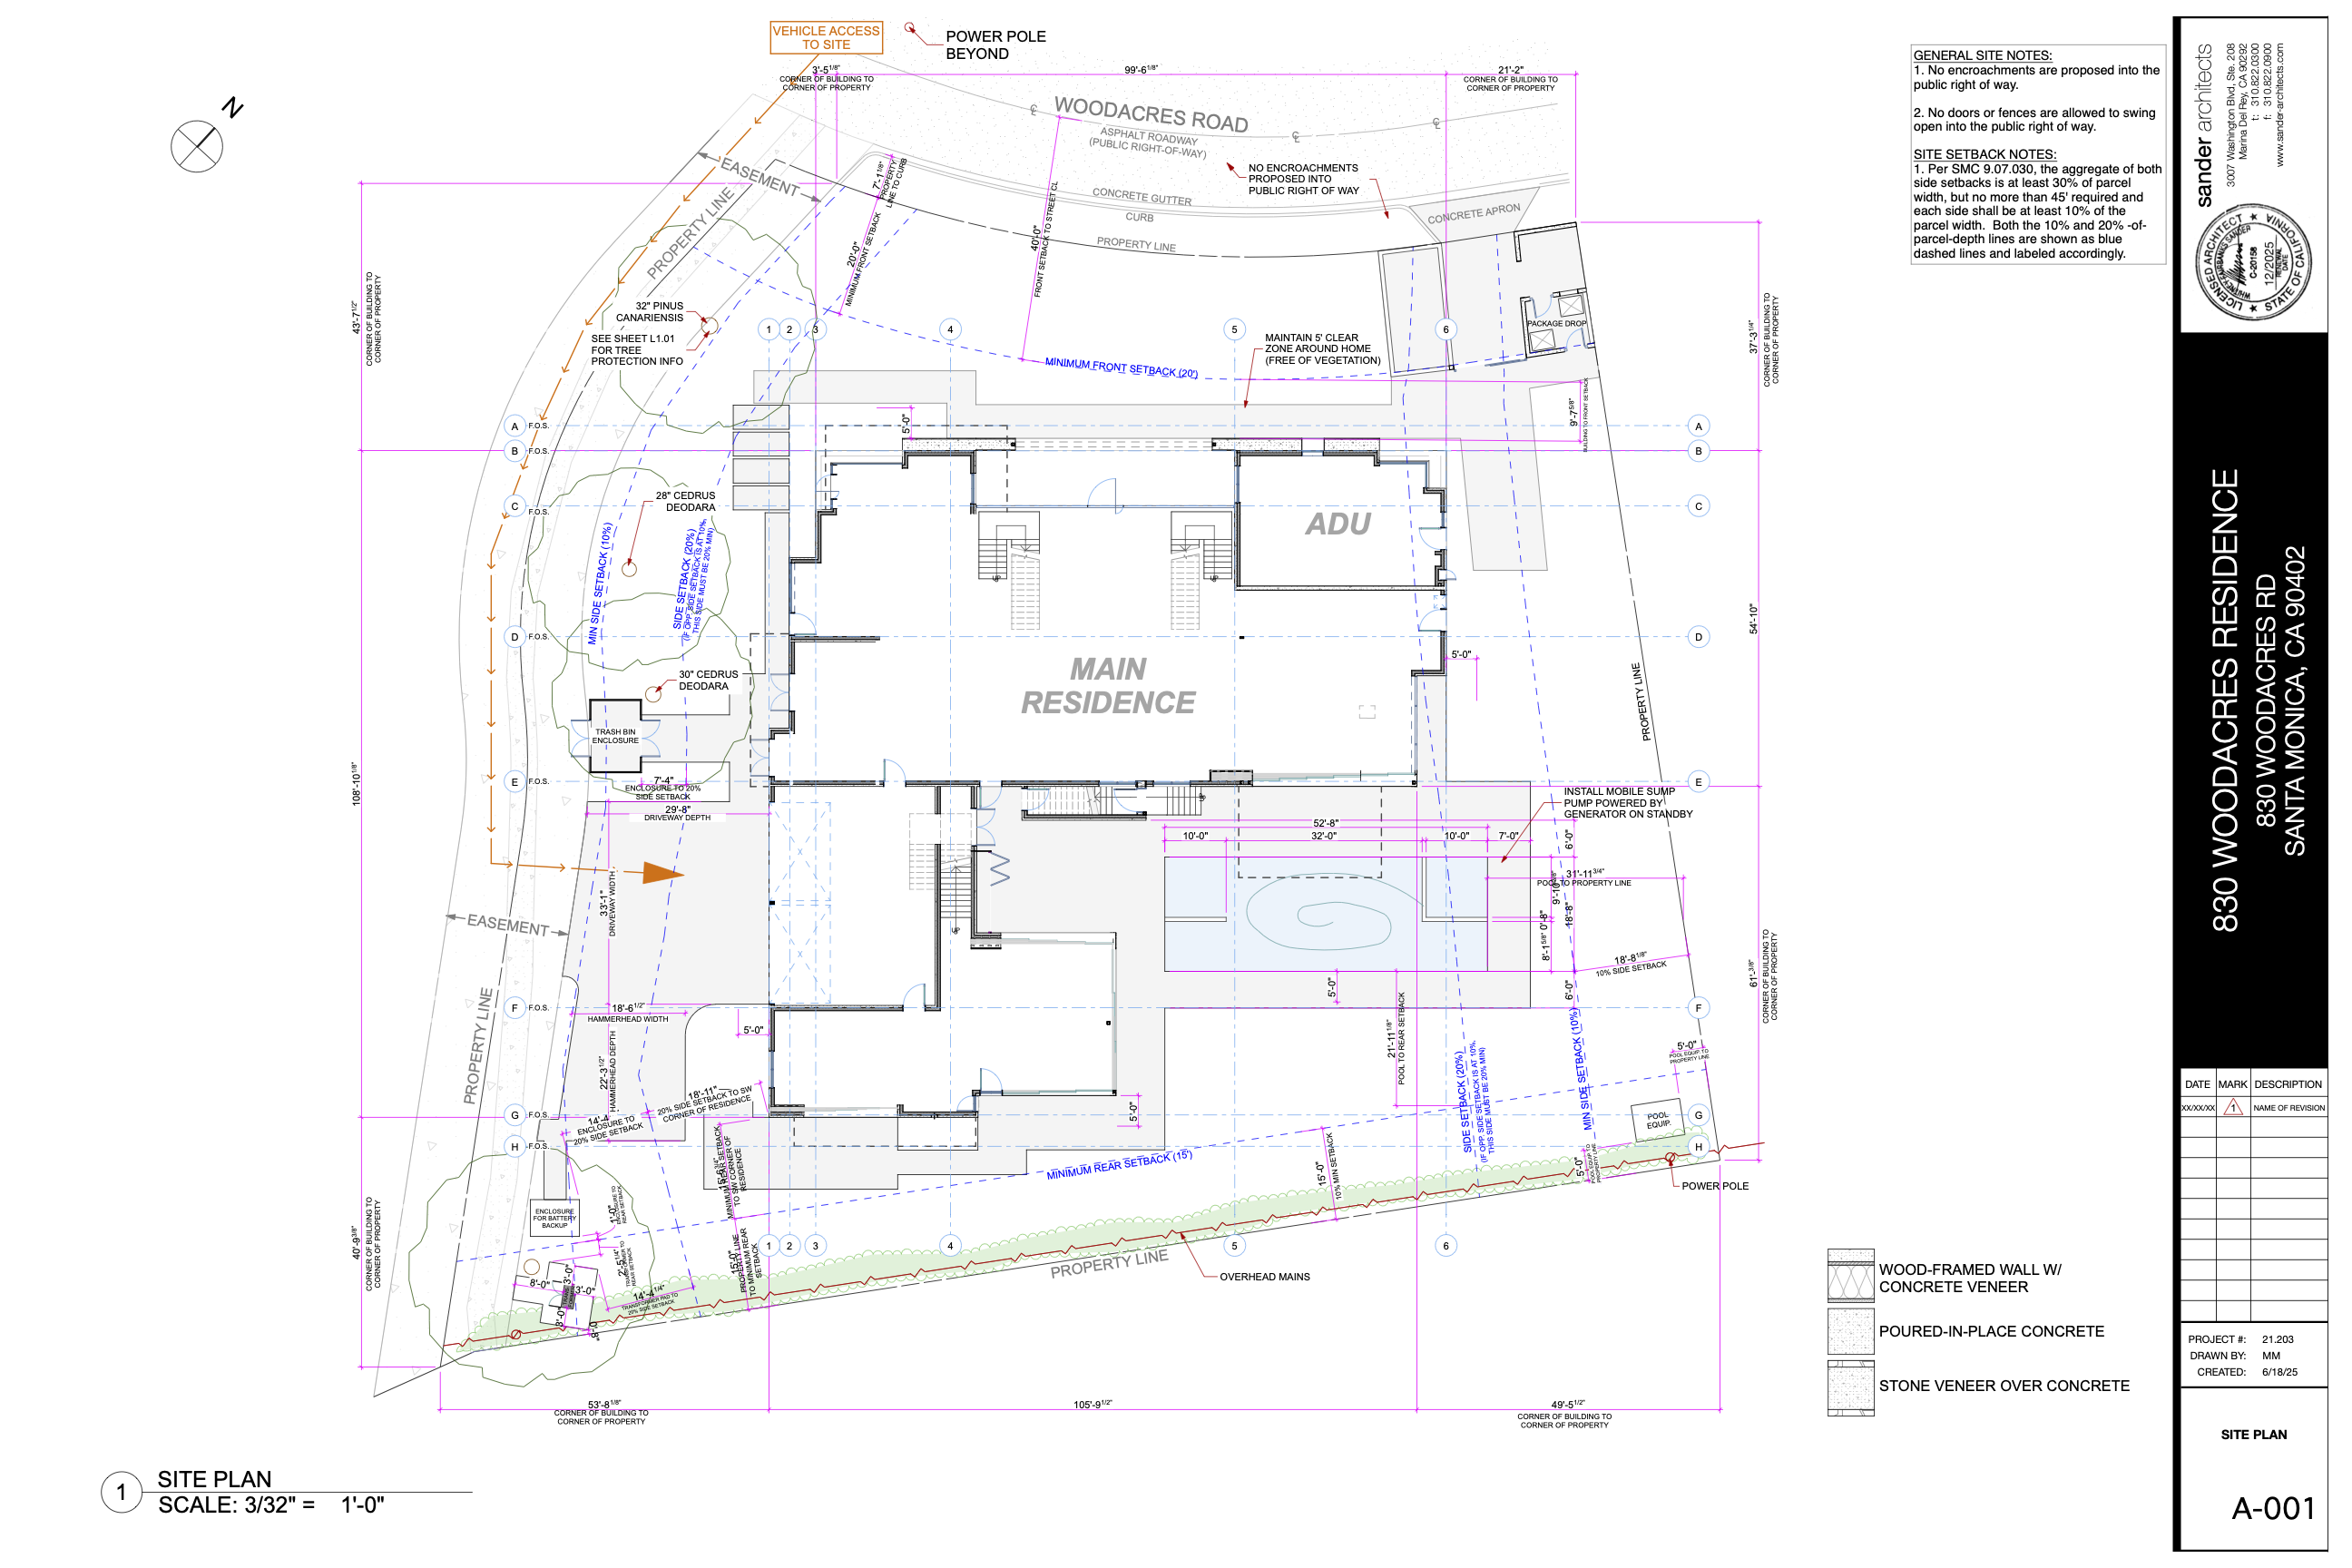 VEHICLE ACCESS
TO SITE
POWER POLE
BEYOND
N
3'-5 1/8"
CORNER OF BUILDING TO
CORNER OF PROPERTY
99'-6 1/8"
21'-2"
CORNER OF BUILDING TO
CORNER OF PROPERTY
WOODACRES ROAD
ASPHALT ROADWAY
(PUBLIC RIGHT-OF-WAY)
EASEMENT
PROPERTY LINE
7'-1 1/8"
PROPERTY
LINE TO CURB
20'-0"
MINIMUM FRONT SETBACK
40'-0"
FRONT SETBACK TO STREET CL
NO ENCROACHMENTS
PROPOSED INTO
PUBLIC RIGHT OF WAY
CONCRETE GUTTER
CURB
PROPERTY LINE
CONCRETE APRON
PACKAGE DROP
43'-7 1/2"
CORNER OF BUILDING TO
CORNER OF PROPERTY
37'-3 1/4"
CORNER OF BUILDING TO
CORNER OF PROPERTY
32" PINUS
CANARIENSIS
SEE SHEET L1.01
FOR TREE
PROTECTION INFO
1 2 3 4 5 6
MAINTAIN 5' CLEAR
ZONE AROUND HOME
(FREE OF VEGETATION)
MINIMUM FRONT SETBACK (20')
9'-7 5/8"
BUILDING TO FRONT SETBACK
5'-0"
A F.O.S. A
B F.O.S. B
C F.O.S. C
28" CEDRUS
DEODARA
ADU
UP
UP
MIN SIDE SETBACK (10%)
SIDE SETBACK (20%)
(IF OPP. SIDE SETBACK IS AT 10%,
THIS SIDE MUST BE 20% MIN)
D F.O.S. D
54'-10"
MAIN
RESIDENCE
5'-0"
30" CEDRUS
DEODARA
PROPERTY LINE
TRASH BIN
ENCLOSURE
E F.O.S. E
7'-4"
ENCLOSURE TO 20%
SIDE SETBACK
29'-8"
DRIVEWAY DEPTH
108'-10 1/8"
UP
INSTALL MOBILE SUMP
PUMP POWERED BY
GENERATOR ON STANDBY
52'-8"
10'-0"
32'-0"
10'-0"
7'-0"
6'-0"
31'-11 3/4"
POOL TO PROPERTY LINE
18'-8"
0'-8"
8'-1 5/8"
33'-1"
DRIVEWAY WIDTH
UP
EASEMENT
18'-8 1/8"
10% SIDE SETBACK
61'-3/8"
CORNER OF BUILDING TO
CORNER OF PROPERTY
5'-0"
6'-0"
F F.O.S. F
18'-6 1/2"
HAMMERHEAD WIDTH
5'-0"
21'-11 1/8"
POOL TO REAR SETBACK
PROPERTY LINE
22'-3 1/2"
HAMMERHEAD DEPTH
SIDE SETBACK (20%)
(IF OPP. SIDE SETBACK IS AT 10%,
THIS SIDE MUST BE 20% MIN)
MIN SIDE SETBACK (10%)
5'-0"
POOL EQUIP. TO
PROPERTY LINE
POOL
EQUIP.
18'-11"
20% SIDE SETBACK TO SW
CORNER OF RESIDENCE
G F.O.S. G
14'-4"
ENCLOSURE TO
20% SIDE SETBACK
5'-0"
H F.O.S. H
MINIMUM REAR SETBACK
TO SW CORNER OF
RESIDENCE
MINIMUM REAR SETBACK (15')
15'-0"
10% MIN SETBACK
5'-0"
POOL EQUIP. TO
PROPERTY LINE
POWER POLE
ENCLOSURE
FOR BATTERY
BACKUP
1'-0"
ENCLOSURE TO
REAR SETBACK
2'-5 1/4"
TRANSFORMER TO
REAR SETBACK
15'-0"
PROPERTY LINE
TO MINIMUM REAR
SETBACK
1 2 3 4 5 6
40'-9 3/8"
CORNER OF BUILDING TO
CORNER OF PROPERTY
8'-0"
3'-0"
3'-0"
3'-0"
0'-8"
14'-4 1/4"
TRANSFORMER PAD TO
20% SIDE SETBACK
PROPERTY LINE
OVERHEAD MAINS
53'-8 1/8"
CORNER OF BUILDING TO
CORNER OF PROPERTY
105'-9 1/2"
49'-5 1/2"
CORNER OF BUILDING TO
CORNER OF PROPERTY
WOOD-FRAMED WALL W/
CONCRETE VENEER
POURED-IN-PLACE CONCRETE
STONE VENEER OVER CONCRETE
1
SITE PLAN
SCALE: 3/32" = 1'-0"
GENERAL SITE NOTES:
1. No encroachments are proposed into the
public right of way.
2. No doors or fences are allowed to swing
open into the public right of way.
SITE SETBACK NOTES:
1. Per SMC 9.07.030, the aggregate of both
side setbacks is at least 30% of parcel
width, but no more than 45' required and
each side shall be at least 10% of the
parcel width. Both the 10% and 20% -of-
parcel-depth lines are shown as blue
dashed lines and labeled accordingly.
sander architects
3007 Washington Blvd, Ste. 208
Marina Del Rey, CA 90292
t: 310.822.0300
f: 310.822.0900
www.sander-architects.com
LICENSED ARCHITECT
WHITNEY FAIRBANKS SANDER
C-20158
12/2025
RENEWAL
DATE
STATE OF CALIFORNIA
830 WOODACRES RESIDENCE
830 WOODACRES RD
SANTA MONICA, CA 90402
DATE MARK DESCRIPTION
XX/XX/XX 1 NAME OF REVISION
PROJECT #: 21.203
DRAWN BY: MM
CREATED: 6/18/25
SITE PLAN
A-001